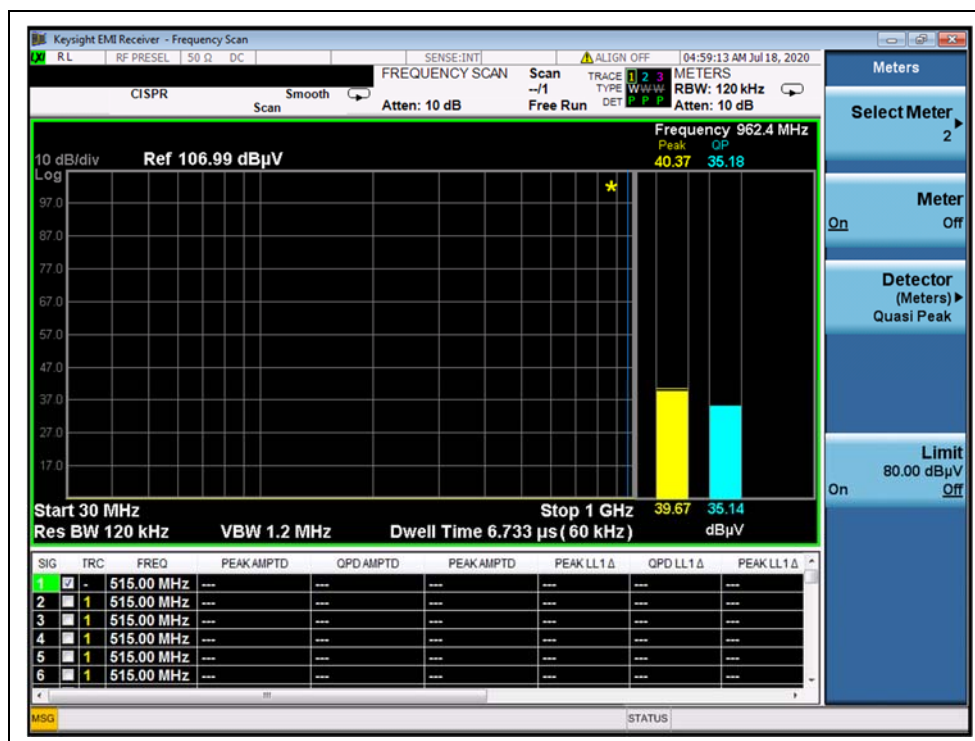 Keysight EMI Receiver - Frequency Scan
LXI RL RF PRESEL 50 Ω DC SENSE:INT ALIGN OFF 04:59:13 AM Jul 18, 2020
FREQUENCY SCAN Scan TRACE 1 2 3 METERS
CISPR Smooth --/1 TYPE WWW RBW: 120 kHz
Scan Atten: 10 dB Free Run DET P P P Atten: 10 dB
Frequency 962.4 MHz
Peak QP
10 dB/div Ref 106.99 dBµV 40.37 35.18
Log
97.0
87.0
77.0
67.0
57.0
47.0
37.0
27.0
17.0
Start 30 MHz Stop 1 GHz 39.67 35.14
Res BW 120 kHz VBW 1.2 MHz Dwell Time 6.733 µs (60 kHz) dBµV
SIG TRC FREQ PEAK AMPTD QPD AMPTD PEAK AMPTD PEAK LL1 Δ QPD LL1 Δ PEAK LL1 Δ
1 - 515.00 MHz --- --- --- --- --- ---
2 1 515.00 MHz --- --- --- --- --- ---
3 1 515.00 MHz --- --- --- --- --- ---
4 1 515.00 MHz --- --- --- --- --- ---
5 1 515.00 MHz --- --- --- --- --- ---
6 1 515.00 MHz --- --- --- --- --- ---
MSG STATUS
Meters
Select Meter
2
Meter
On Off
Detector
(Meters)
Quasi Peak
Limit
80.00 dBµV
On Off